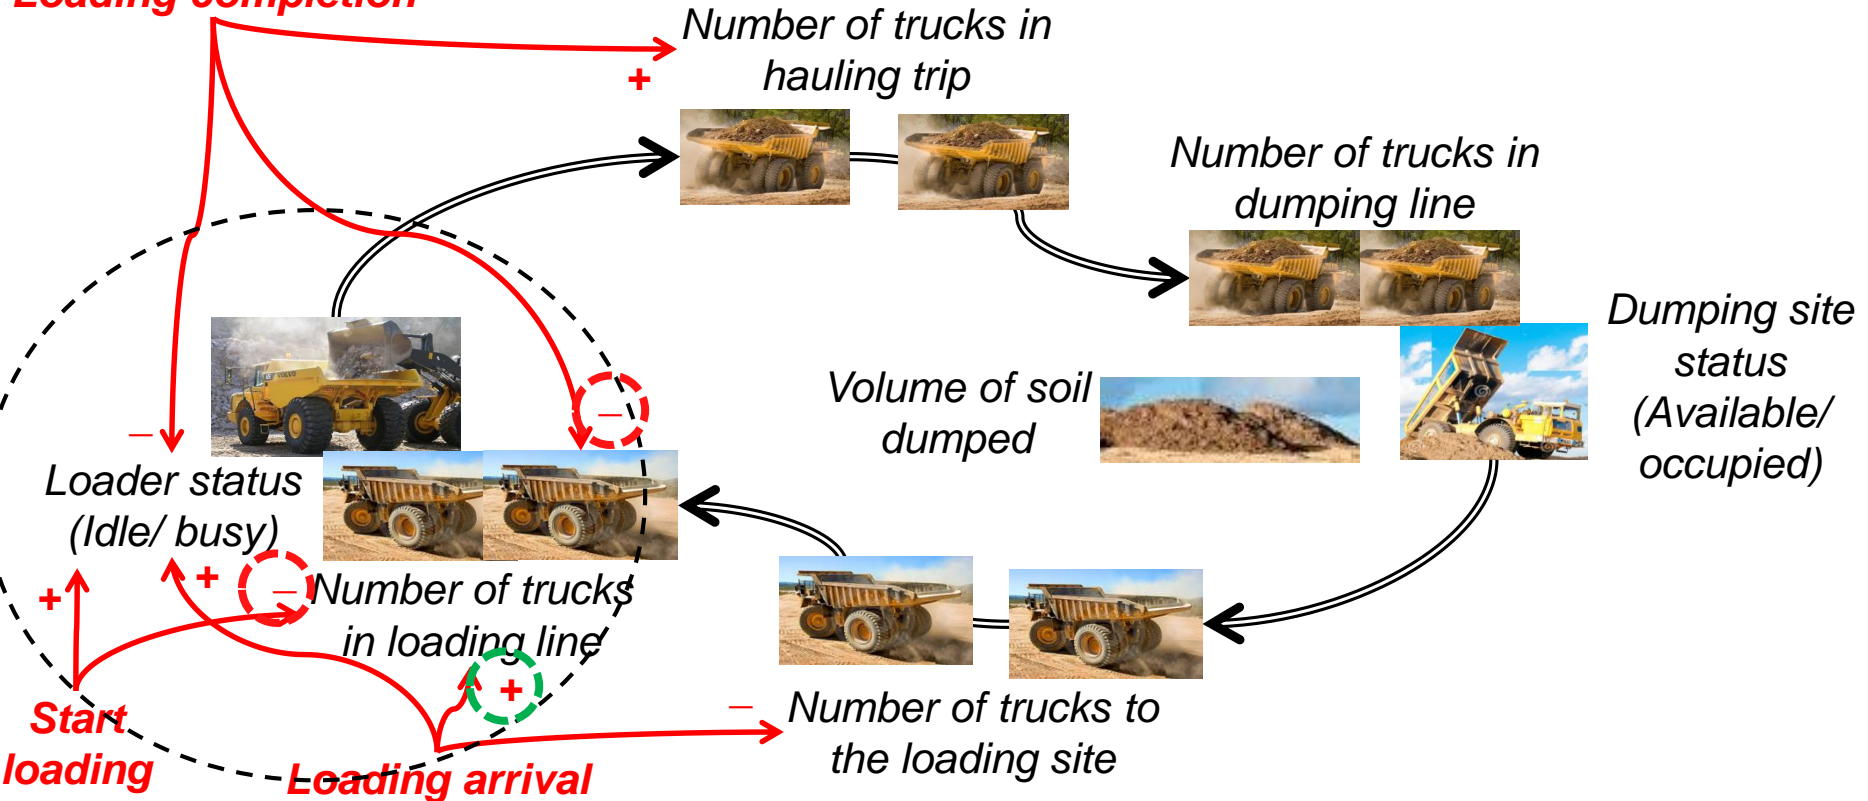 Loading completion
Number of trucks in
hauling trip
+
Number of trucks in
dumping line
Dumping site
status
(Available/
occupied)
Volume of soil
dumped
–
–
Loader status
(Idle/ busy)
+
+
–
Number of trucks
in loading line
+
Start
loading
Loading arrival
–
Number of trucks to
the loading site